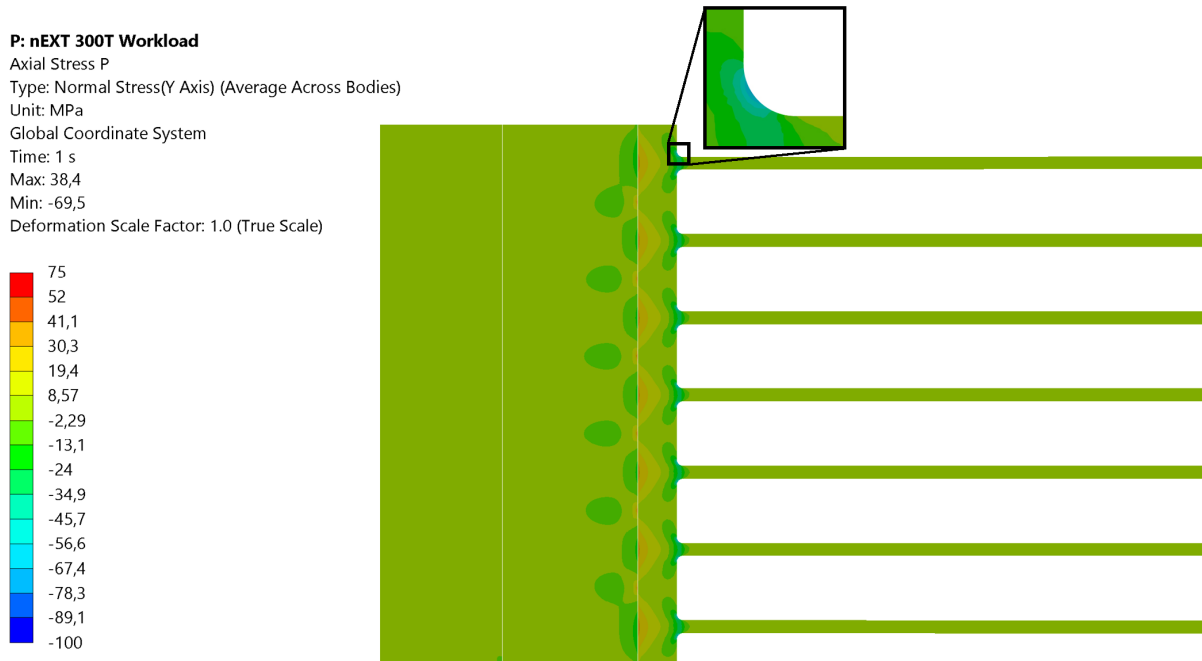 P: nEXT 300T Workload
Axial Stress P
Type: Normal Stress(Y Axis) (Average Across Bodies)
Unit: MPa
Global Coordinate System
Time: 1 s
Max: 38,4
Min: -69,5
Deformation Scale Factor: 1.0 (True Scale)
75
52
41,1
30,3
19,4
8,57
-2,29
-13,1
-24
-34,9
-45,7
-56,6
-67,4
-78,3
-89,1
-100